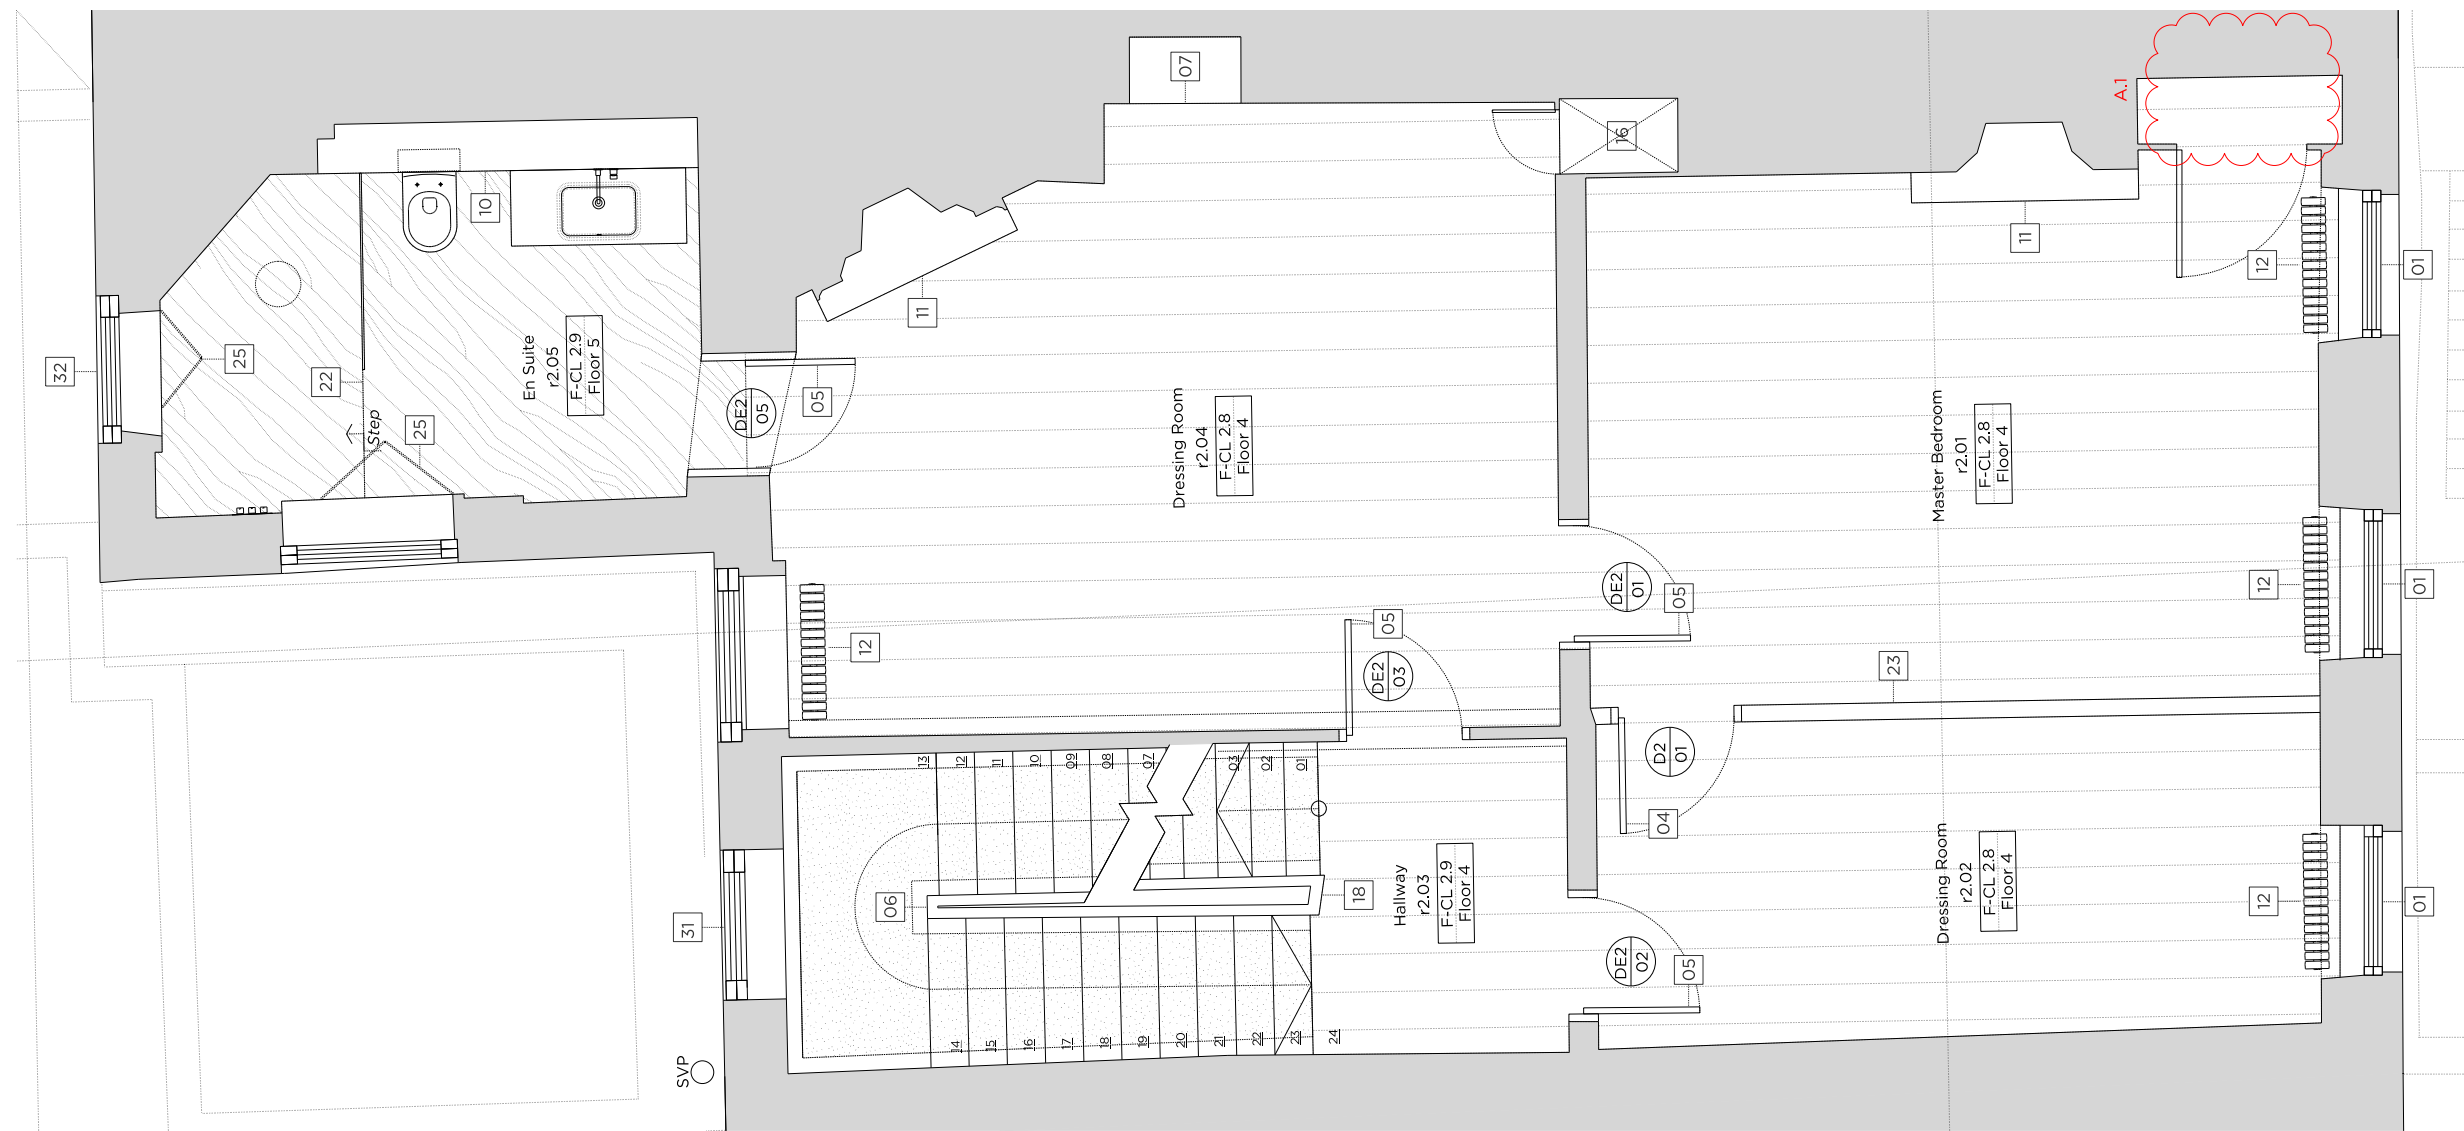 A.1
07
16
10
11
11
12
01
32
25
22
Step
25
En Suite
r2.05
F-CL 2.9
Floor 5
DE2
05
05
Dressing Room
r2.04
F-CL 2.8
Floor 4
Master Bedroom
r2.01
F-CL 2.8
Floor 4
12
DE2
03
05
DE2
01
05
12
01
23
D2
01
04
13
12
11
10
09
08
07
03
02
01
06
18
31
Hallway
r2.03
F-CL 2.9
Floor 4
DE2
02
05
Dressing Room
r2.02
F-CL 2.8
Floor 4
12
01
14
15
16
17
18
19
20
21
22
23
24
SVP